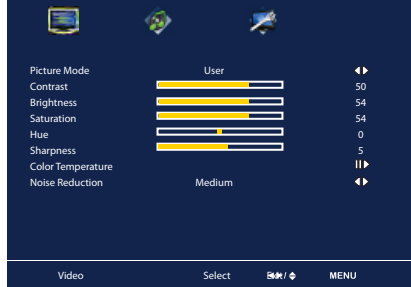 Picture Mode User
Contrast 50
Brightness 54
Saturation 54
Hue 0
Sharpness 5
Color Temperature
Noise Reduction Medium
Video Select / MENU